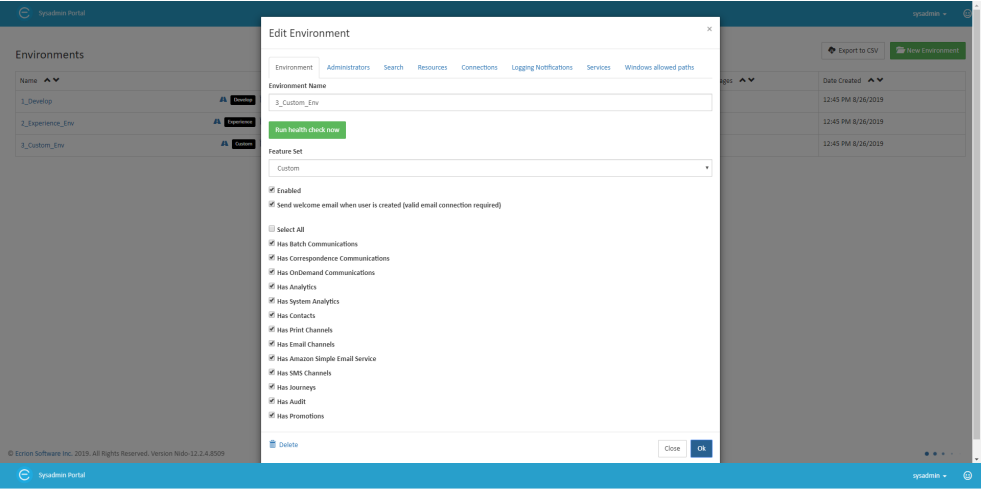 Sysadmin Portal
sysadmin
Environments
Export to CSV
New Environment
Name
ages
Date Created
1_Develop
Develop
12:45 PM 8/26/2019
2_Experience_Env
Experience
12:45 PM 8/26/2019
3_Custom_Env
Custom
12:45 PM 8/26/2019
Edit Environment
×
Environment Administrators Search Resources Connections Logging Notifications Services Windows allowed paths
Environment Name
3_Custom_Env
Run health check now
Feature Set
Custom
Enabled
Send welcome email when user is created (valid email connection required)
Select All
Has Batch Communications
Has Correspondence Communications
Has OnDemand Communications
Has Analytics
Has System Analytics
Has Contacts
Has Print Channels
Has Email Channels
Has Amazon Simple Email Service
Has SMS Channels
Has Journeys
Has Audit
Has Promotions
Delete
Close
Ok
© Ecrion Software Inc. 2019. All Rights Reserved. Version Nido-12.2.4.8509
Sysadmin Portal
sysadmin